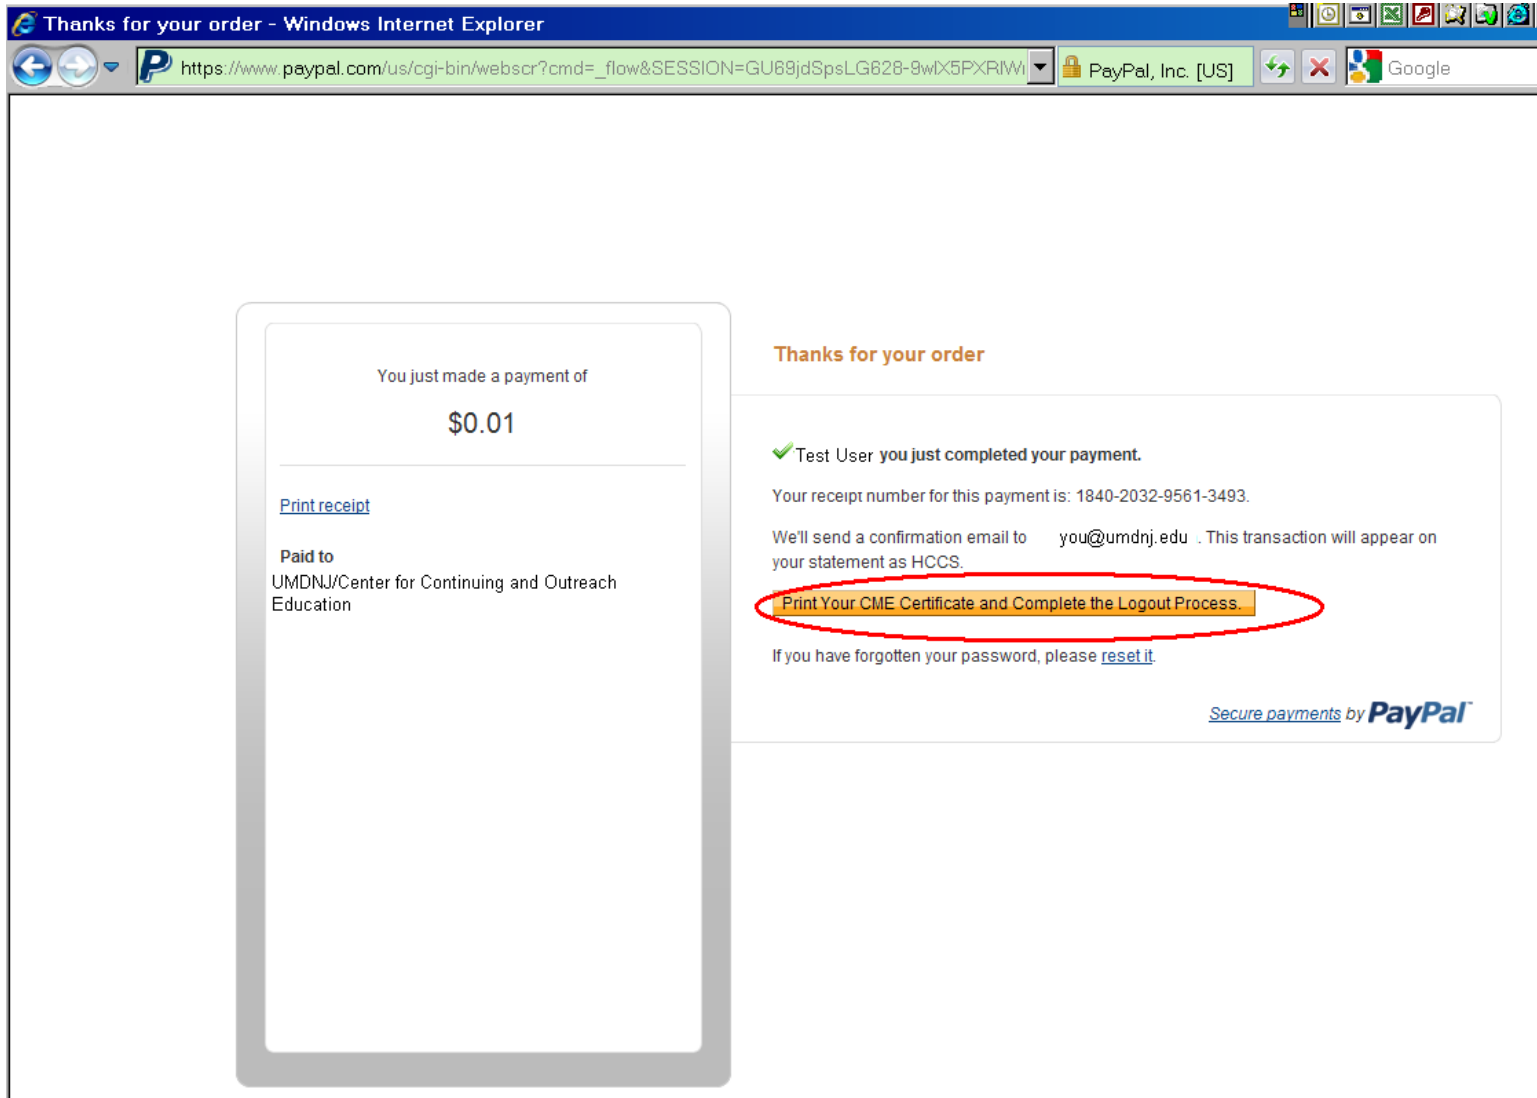 Thanks for your order - Windows Internet Explorer
https://www.paypal.com/us/cgi-bin/webscr?cmd=_flow&SESSION= PayPal, Inc. [US] Google
You just made a payment of
$0.01
Print receipt
Paid to
UMDNJ/Center for Continuing and Outreach
Education
Thanks for your order
Test User you just completed your payment.
Your receipt number for this payment is: 1840-2032-9561-3493.
We'll send a confirmation email to you@umdnj.edu . This transaction will appear on
your statement as HCCS.
Print Your CME Certificate and Complete the Logout Process.
If you have forgotten your password, please reset it.
Secure payments by PayPal™